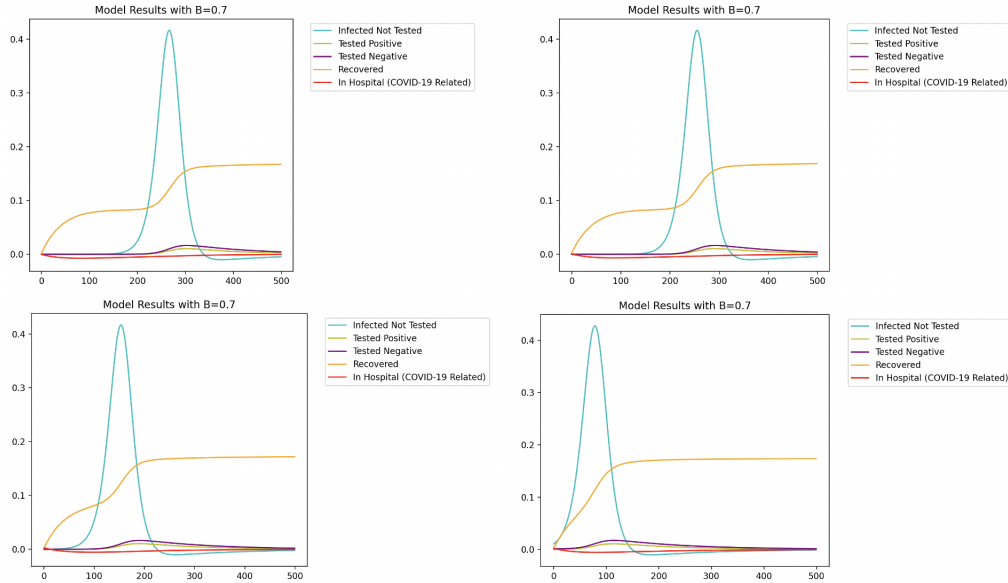 Model Results with B=0.7
0.4
0.3
0.2
0.1
0.0
0 100 200 300 400 500
Infected Not Tested
Tested Positive
Tested Negative
Recovered
In Hospital (COVID-19 Related)
Model Results with B=0.7
0.4
0.3
0.2
0.1
0.0
0 100 200 300 400 500
Infected Not Tested
Tested Positive
Tested Negative
Recovered
In Hospital (COVID-19 Related)
Model Results with B=0.7
0.4
0.3
0.2
0.1
0.0
0 100 200 300 400 500
Infected Not Tested
Tested Positive
Tested Negative
Recovered
In Hospital (COVID-19 Related)
Model Results with B=0.7
0.4
0.3
0.2
0.1
0.0
0 100 200 300 400 500
Infected Not Tested
Tested Positive
Tested Negative
Recovered
In Hospital (COVID-19 Related)